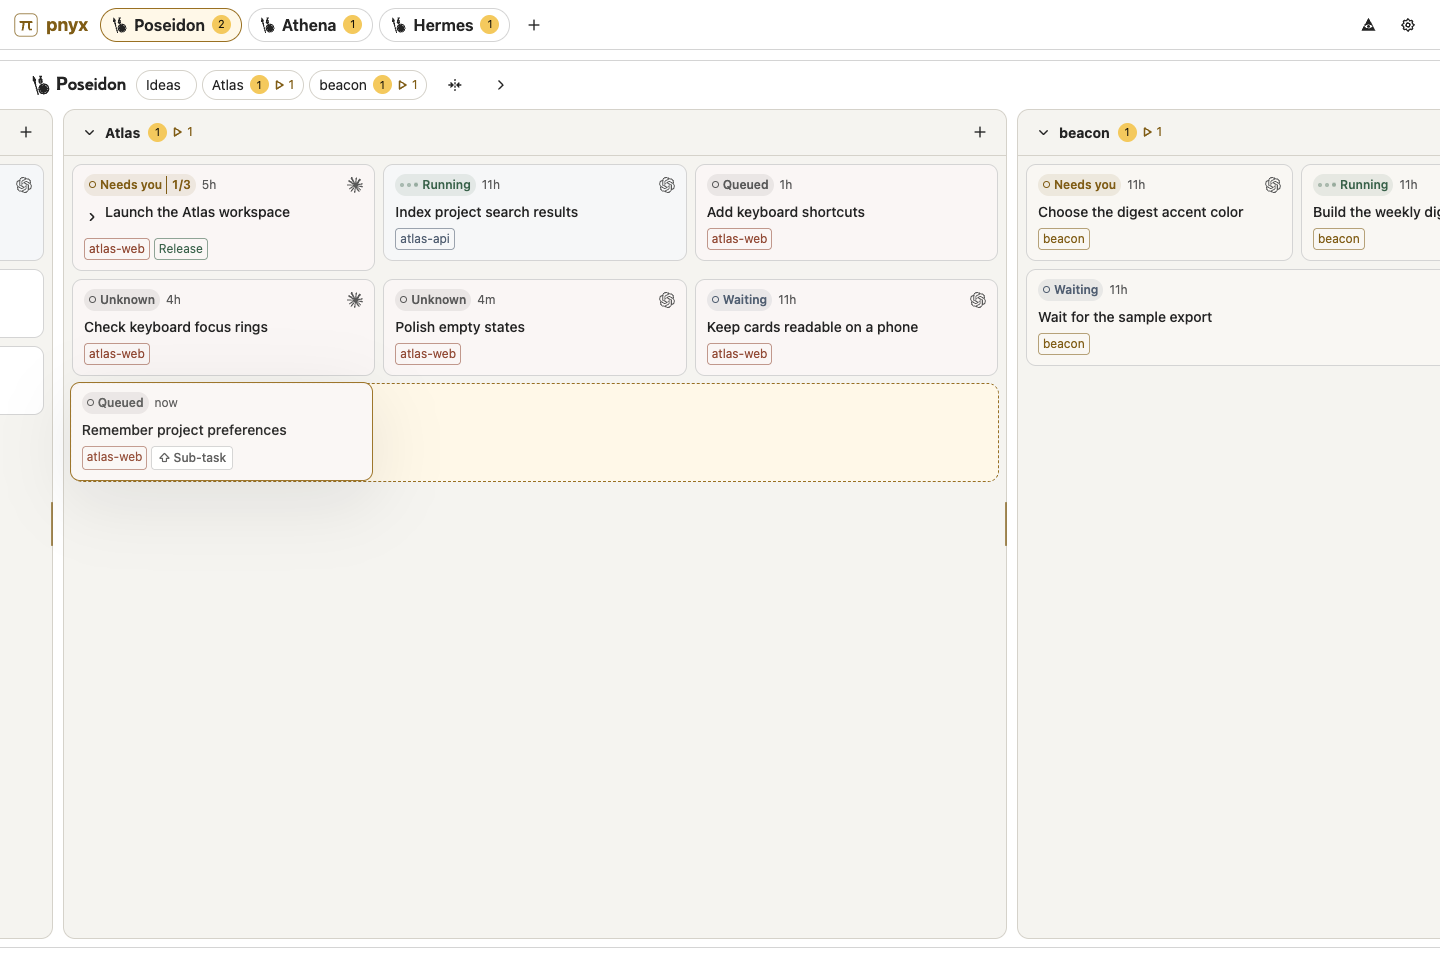 π pnyx Poseidon 2 Athena 1 Hermes 1 +
Poseidon Ideas Atlas 1 1 beacon 1 1
Atlas 1 1
beacon 1 1
Needs you 1/3 5h
Launch the Atlas workspace
atlas-web Release
Running 11h
Index project search results
atlas-api
Queued 1h
Add keyboard shortcuts
atlas-web
Unknown 4h
Check keyboard focus rings
atlas-web
Unknown 4m
Polish empty states
atlas-web
Waiting 11h
Keep cards readable on a phone
atlas-web
Queued now
Remember project preferences
atlas-web Sub-task
Needs you 11h
Choose the digest accent color
beacon
Running 11h
Build the weekly dig
beacon
Waiting 11h
Wait for the sample export
beacon